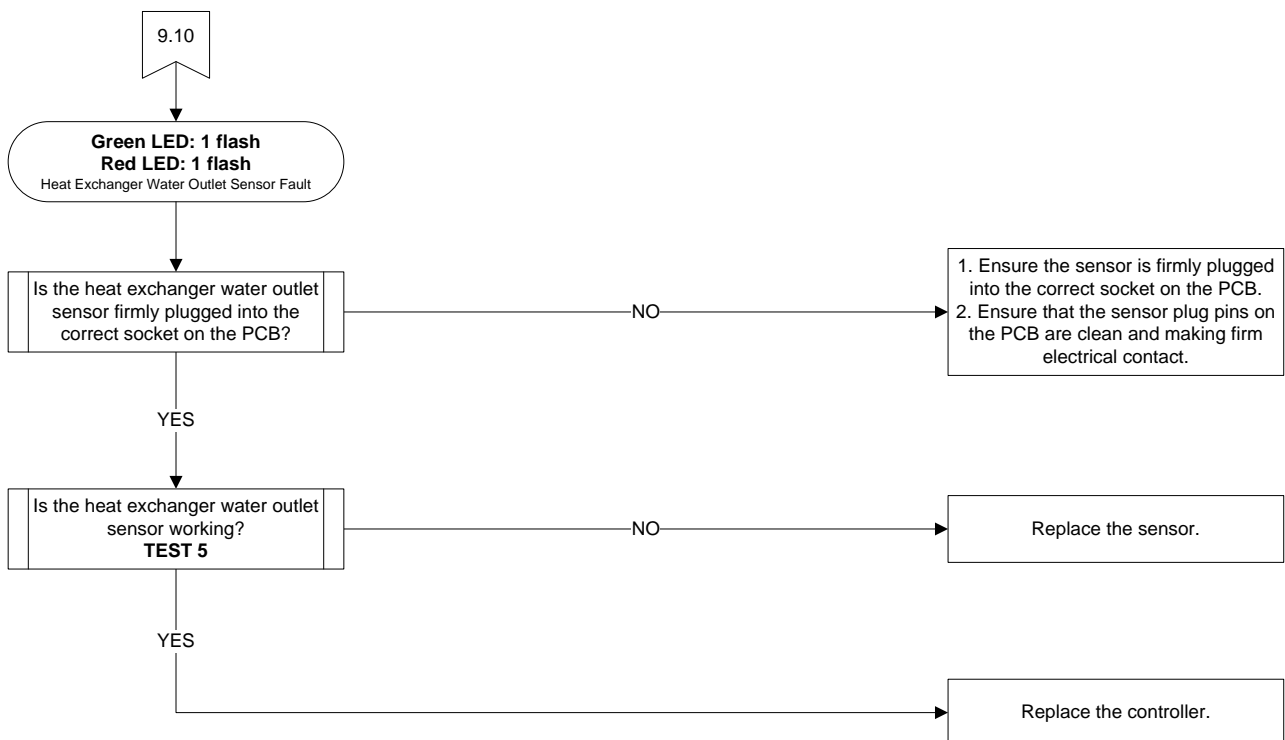 9.10
Green LED: 1 flash
Red LED: 1 flash
Heat Exchanger Water Outlet Sensor Fault
Is the heat exchanger water outlet
sensor firmly plugged into the
correct socket on the PCB?
NO
1. Ensure the sensor is firmly plugged
into the correct socket on the PCB.
2. Ensure that the sensor plug pins on
the PCB are clean and making firm
electrical contact.
YES
Is the heat exchanger water outlet
sensor working?
TEST 5
NO
Replace the sensor.
YES
Replace the controller.